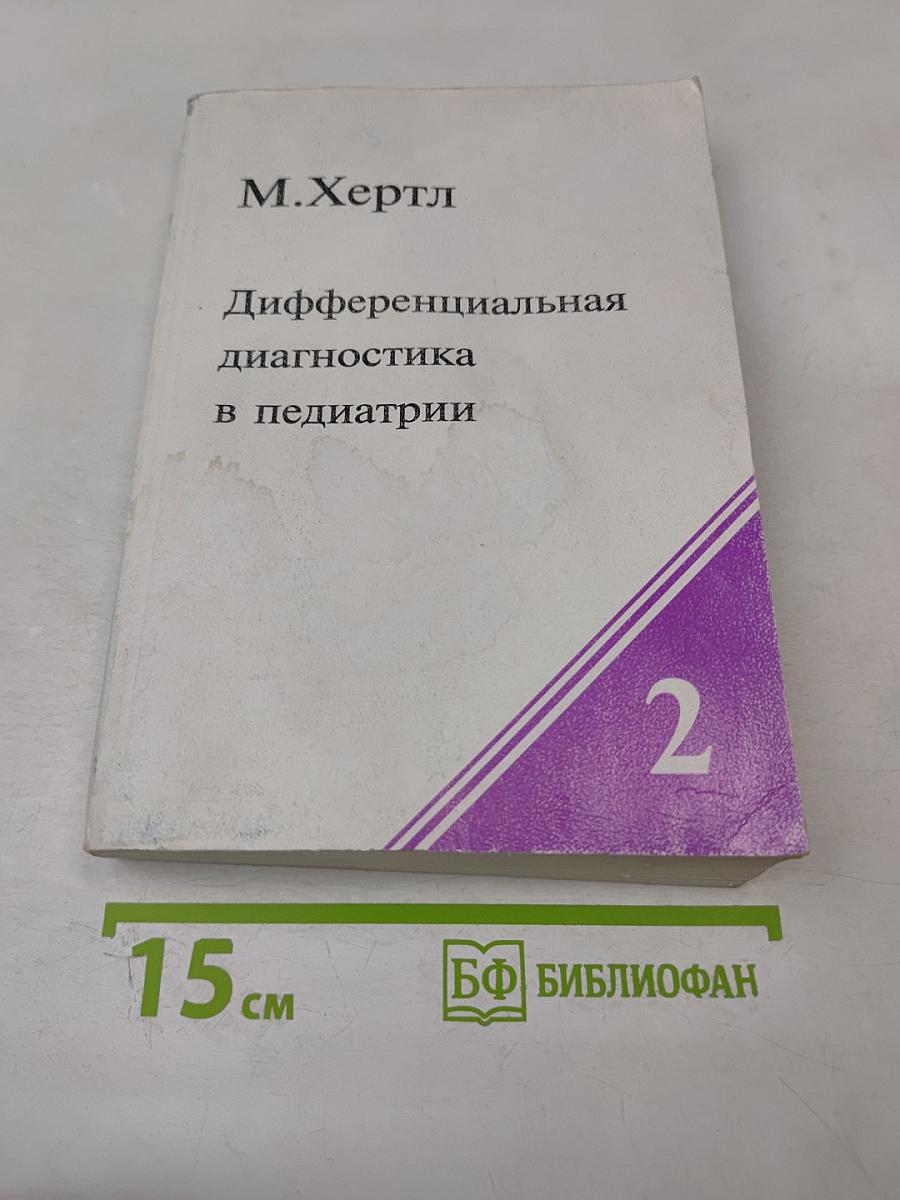 М.Хертл
Дифференциальная
диагностика
в педиатрии
2
15 см
БФ БИБЛИОФАН